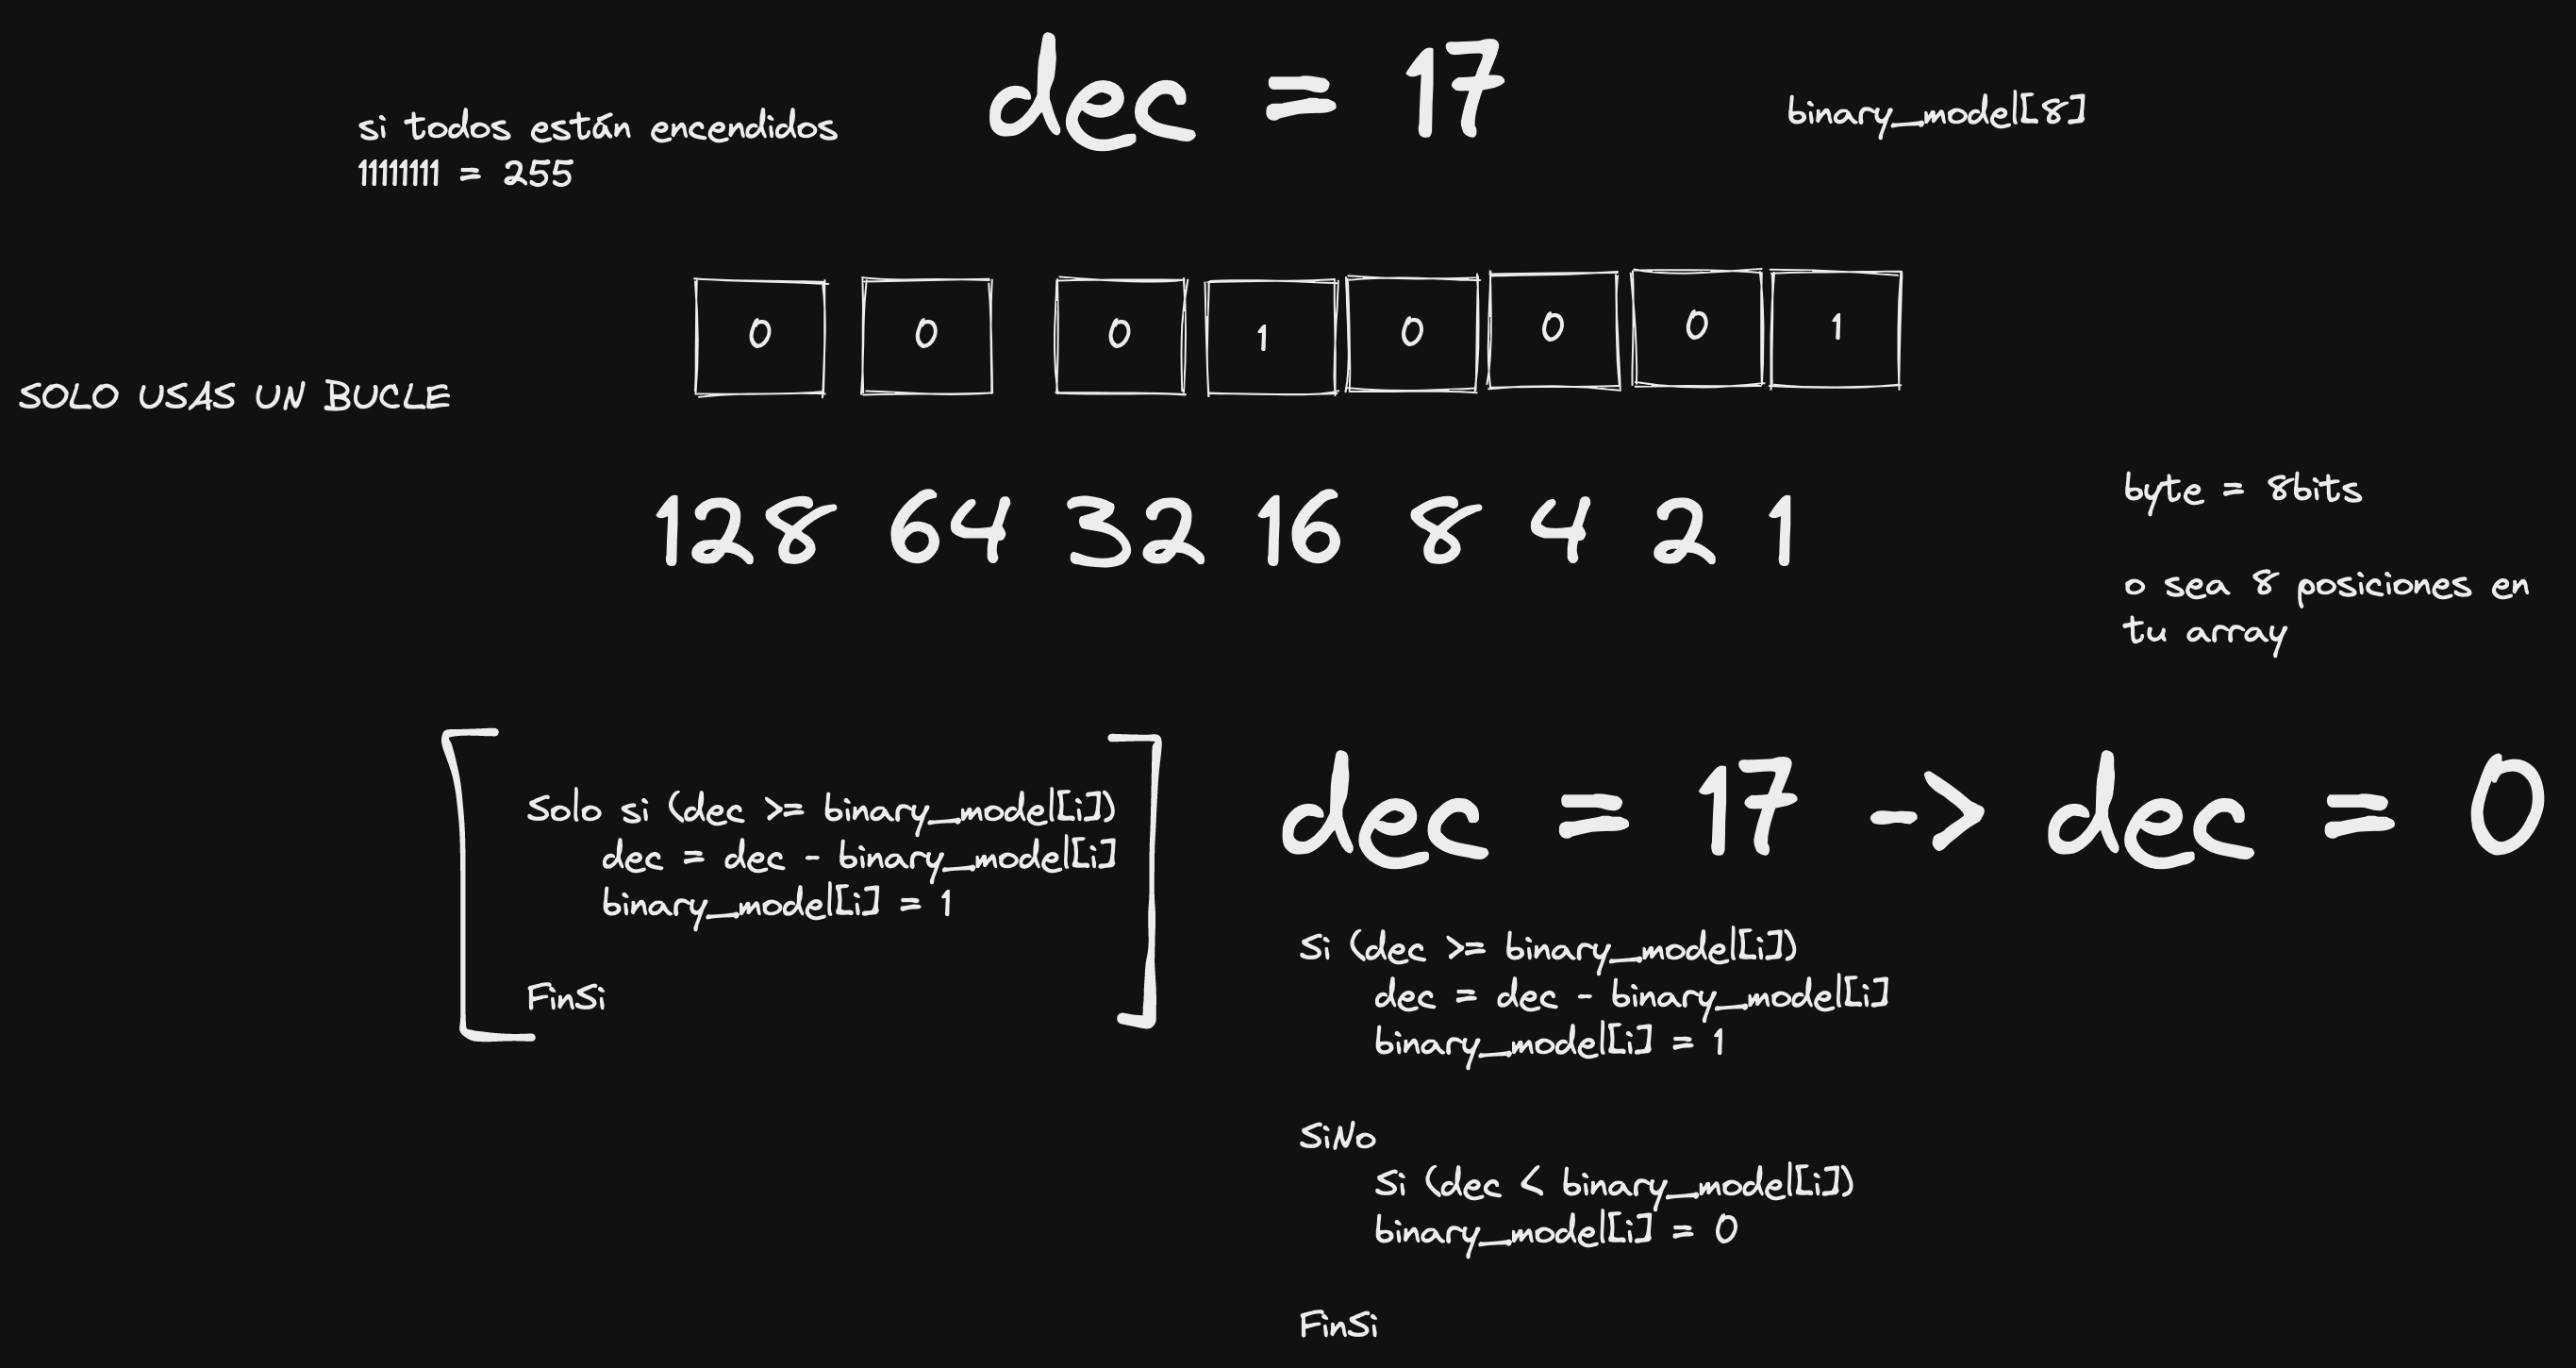 dec = 17
si todos están encendidos
11111111 = 255
binary_model[8]
0 0 0 1 0 0 0 1
SOLO USAS UN BUCLE
128 64 32 16 8 4 2 1
byte = 8bits
o sea 8 posiciones en
tu array
Solo si (dec >= binary_model[i])
dec = dec - binary_model[i]
binary_model[i] = 1
FinSi
dec = 17 -> dec = 0
Si (dec >= binary_model[i])
dec = dec - binary_model[i]
binary_model[i] = 1
SiNo
Si (dec < binary_model[i])
binary_model[i] = 0
FinSi